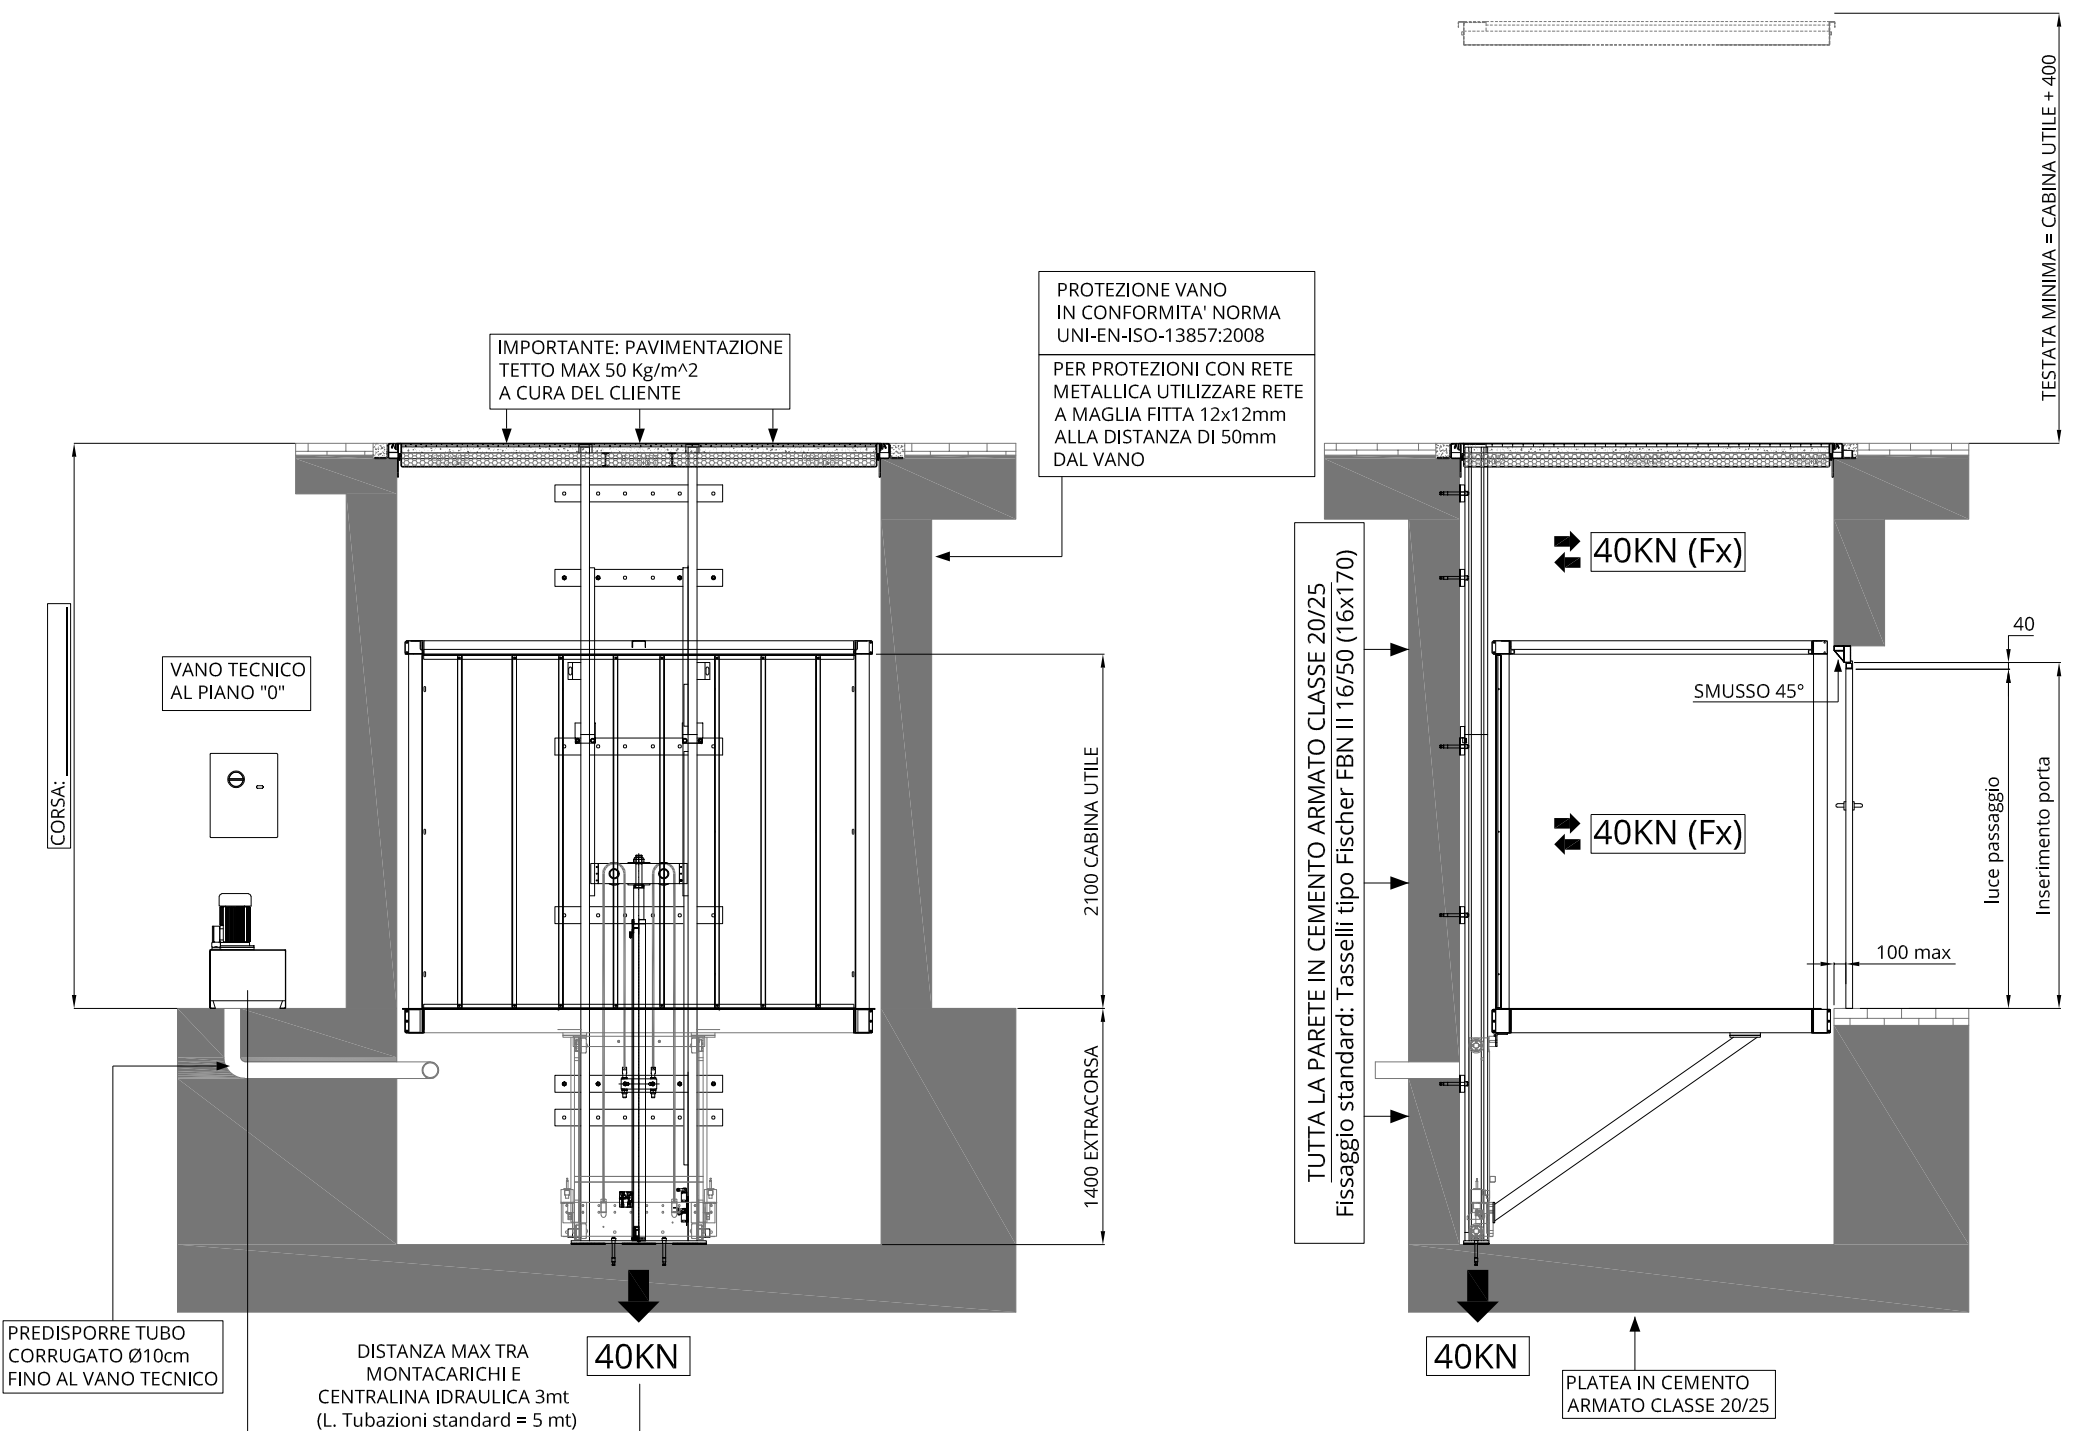 TESTATA MINIMA = CABINA UTILE + 400
PROTEZIONE VANO
IN CONFORMITA' NORMA
UNI-EN-ISO-13857:2008
PER PROTEZIONI CON RETE
METALLICA UTILIZZARE RETE
A MAGLIA FITTA 12x12mm
ALLA DISTANZA DI 50mm
DAL VANO
IMPORTANTE: PAVIMENTAZIONE
TETTO MAX 50 Kg/m^2
A CURA DEL CLIENTE
CORSA:
VANO TECNICO
AL PIANO "0"
2100 CABINA UTILE
1400 EXTRACORSA
TUTTA LA PARETE IN CEMENTO ARMATO CLASSE 20/25
Fissaggio standard: Tasselli tipo Fischer FBN II 16/50 (16x170)
40KN (Fx)
40
SMUSSO 45°
40KN (Fx)
luce passaggio
Inserimento porta
100 max
PREDISPORRE TUBO
CORRUGATO Ø10cm
FINO AL VANO TECNICO
DISTANZA MAX TRA
MONTACARICHI E
CENTRALINA IDRAULICA 3mt
(L. Tubazioni standard = 5 mt)
40KN
40KN
PLATEA IN CEMENTO
ARMATO CLASSE 20/25